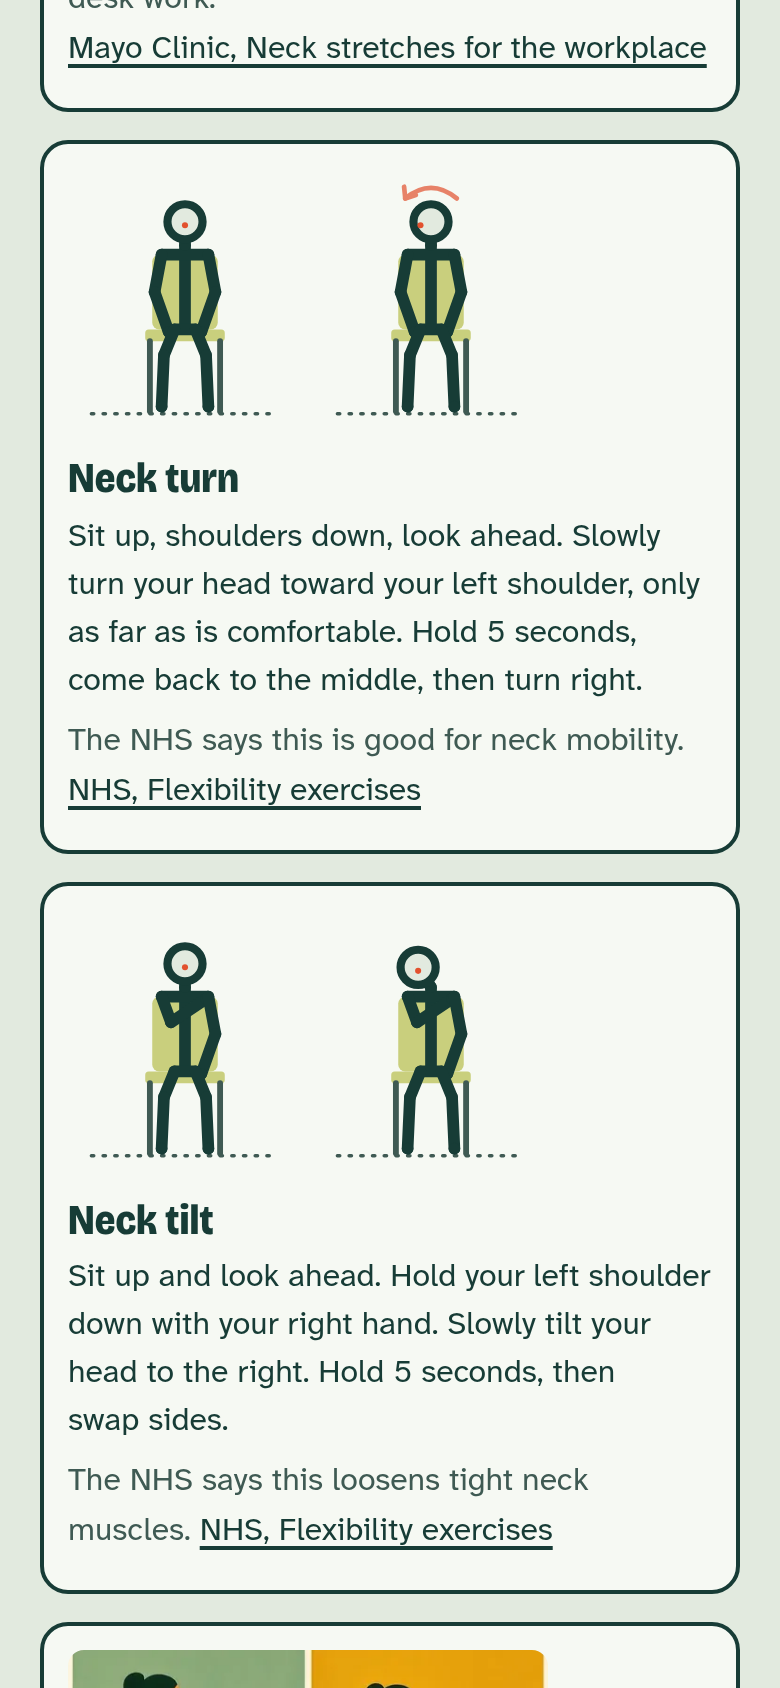 desk work.
Mayo Clinic, Neck stretches for the workplace
Neck turn
Sit up, shoulders down, look ahead. Slowly
turn your head toward your left shoulder, only
as far as is comfortable. Hold 5 seconds,
come back to the middle, then turn right.
The NHS says this is good for neck mobility.
NHS, Flexibility exercises
Neck tilt
Sit up and look ahead. Hold your left shoulder
down with your right hand. Slowly tilt your
head to the right. Hold 5 seconds, then
swap sides.
The NHS says this loosens tight neck
muscles. NHS, Flexibility exercises